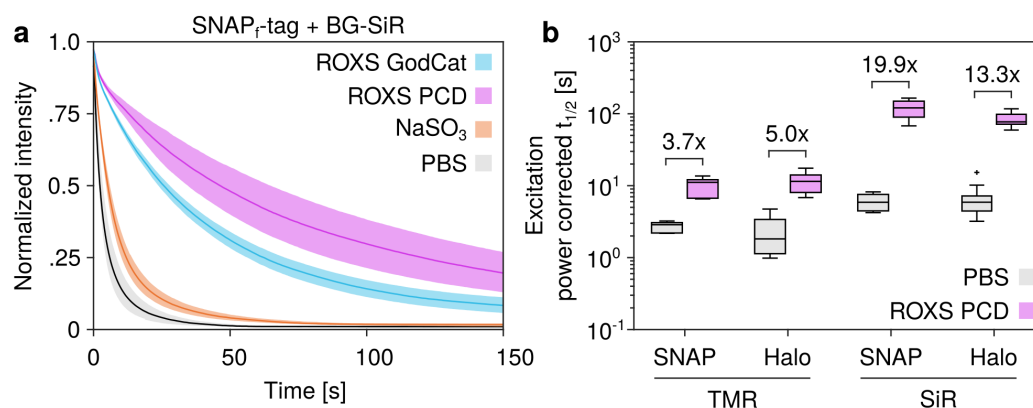 a
SNAPf-tag + BG-SiR
Normalized intensity
1.0
.75
0.5
.25
0
ROXS GodCat
ROXS PCD
NaSO3
PBS
0 50 100 150
Time [s]
b
Excitation
power corrected t1/2 [s]
10^3
10^2
10^1
10^0
10^-1
3.7x
5.0x
19.9x
13.3x
PBS
ROXS PCD
SNAP Halo SNAP Halo
TMR SiR